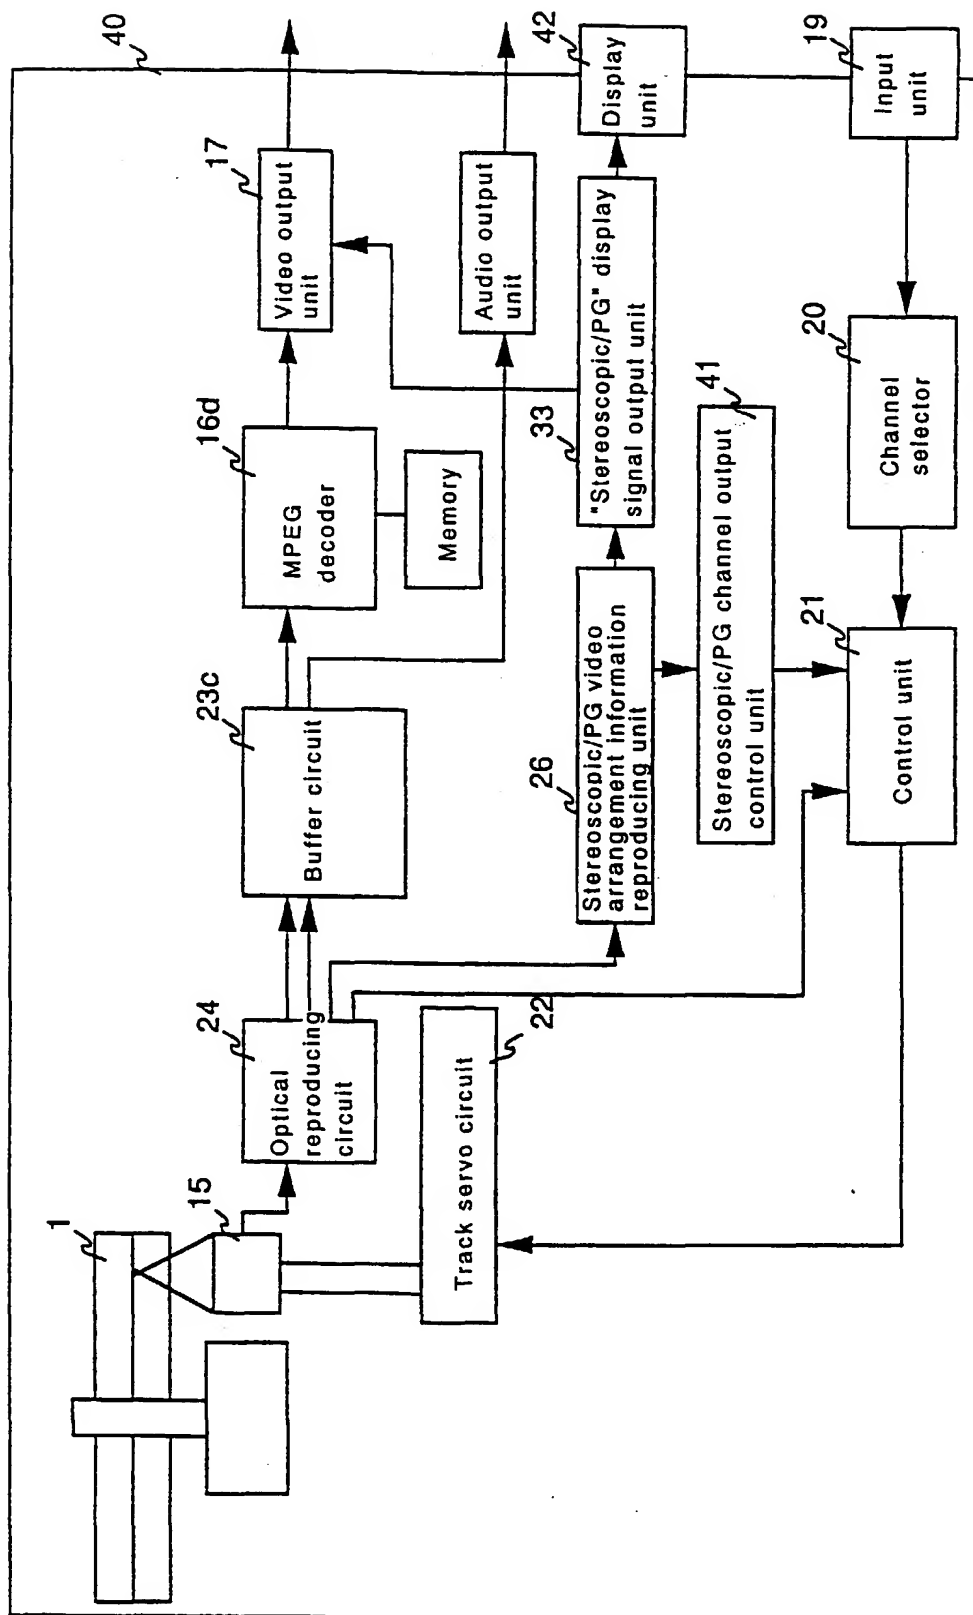 40
1
15
24
Optical
reproducing
circuit
23c
Buffer circuit
16d
MPEG
decoder
Memory
17
Video output
unit
Audio output
unit
22
Track servo circuit
26
Stereoscopic/PG video
arrangement information
reproducing unit
33
"Stereoscopic/PG" display
signal output unit
42
Display
unit
41
Stereoscopic/PG channel output
control unit
21
Control unit
20
Channel
selector
19
Input
unit